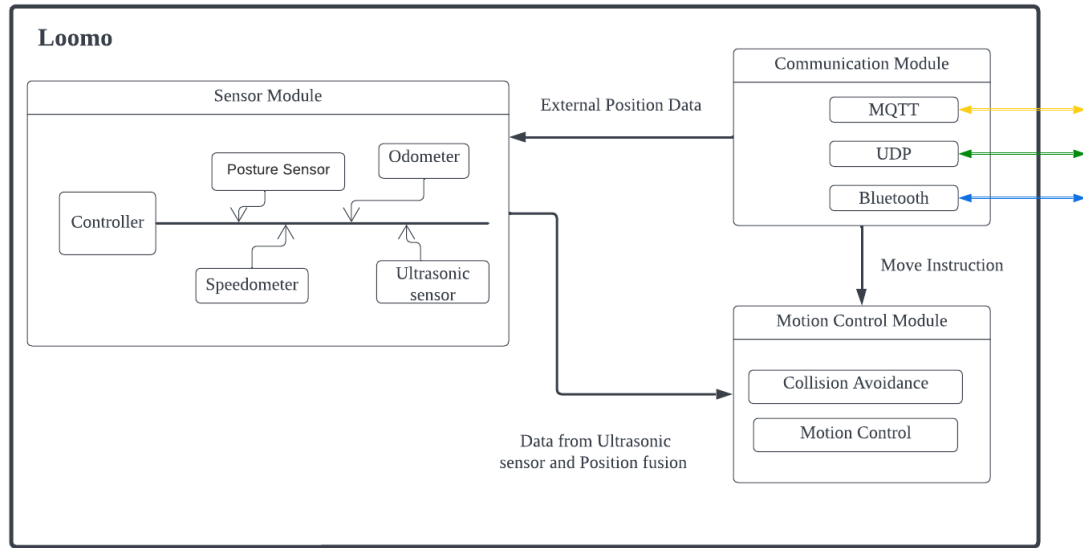 Loomo
Sensor Module
Posture Sensor
Odometer
Controller
Speedometer
Ultrasonic
sensor
External Position Data
Communication Module
MQTT
UDP
Bluetooth
Move Instruction
Motion Control Module
Collision Avoidance
Motion Control
Data from Ultrasonic
sensor and Position fusion